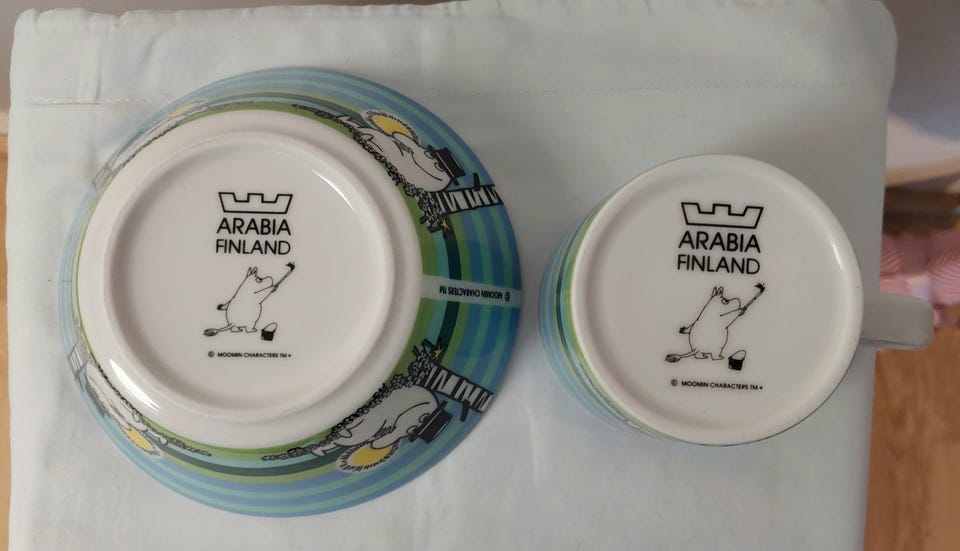 ARABIA
FINLAND
© MOOMIN CHARACTERS TM
© MOOMIN CHARACTERS TM
ARABIA
FINLAND
© MOOMIN CHARACTERS TM